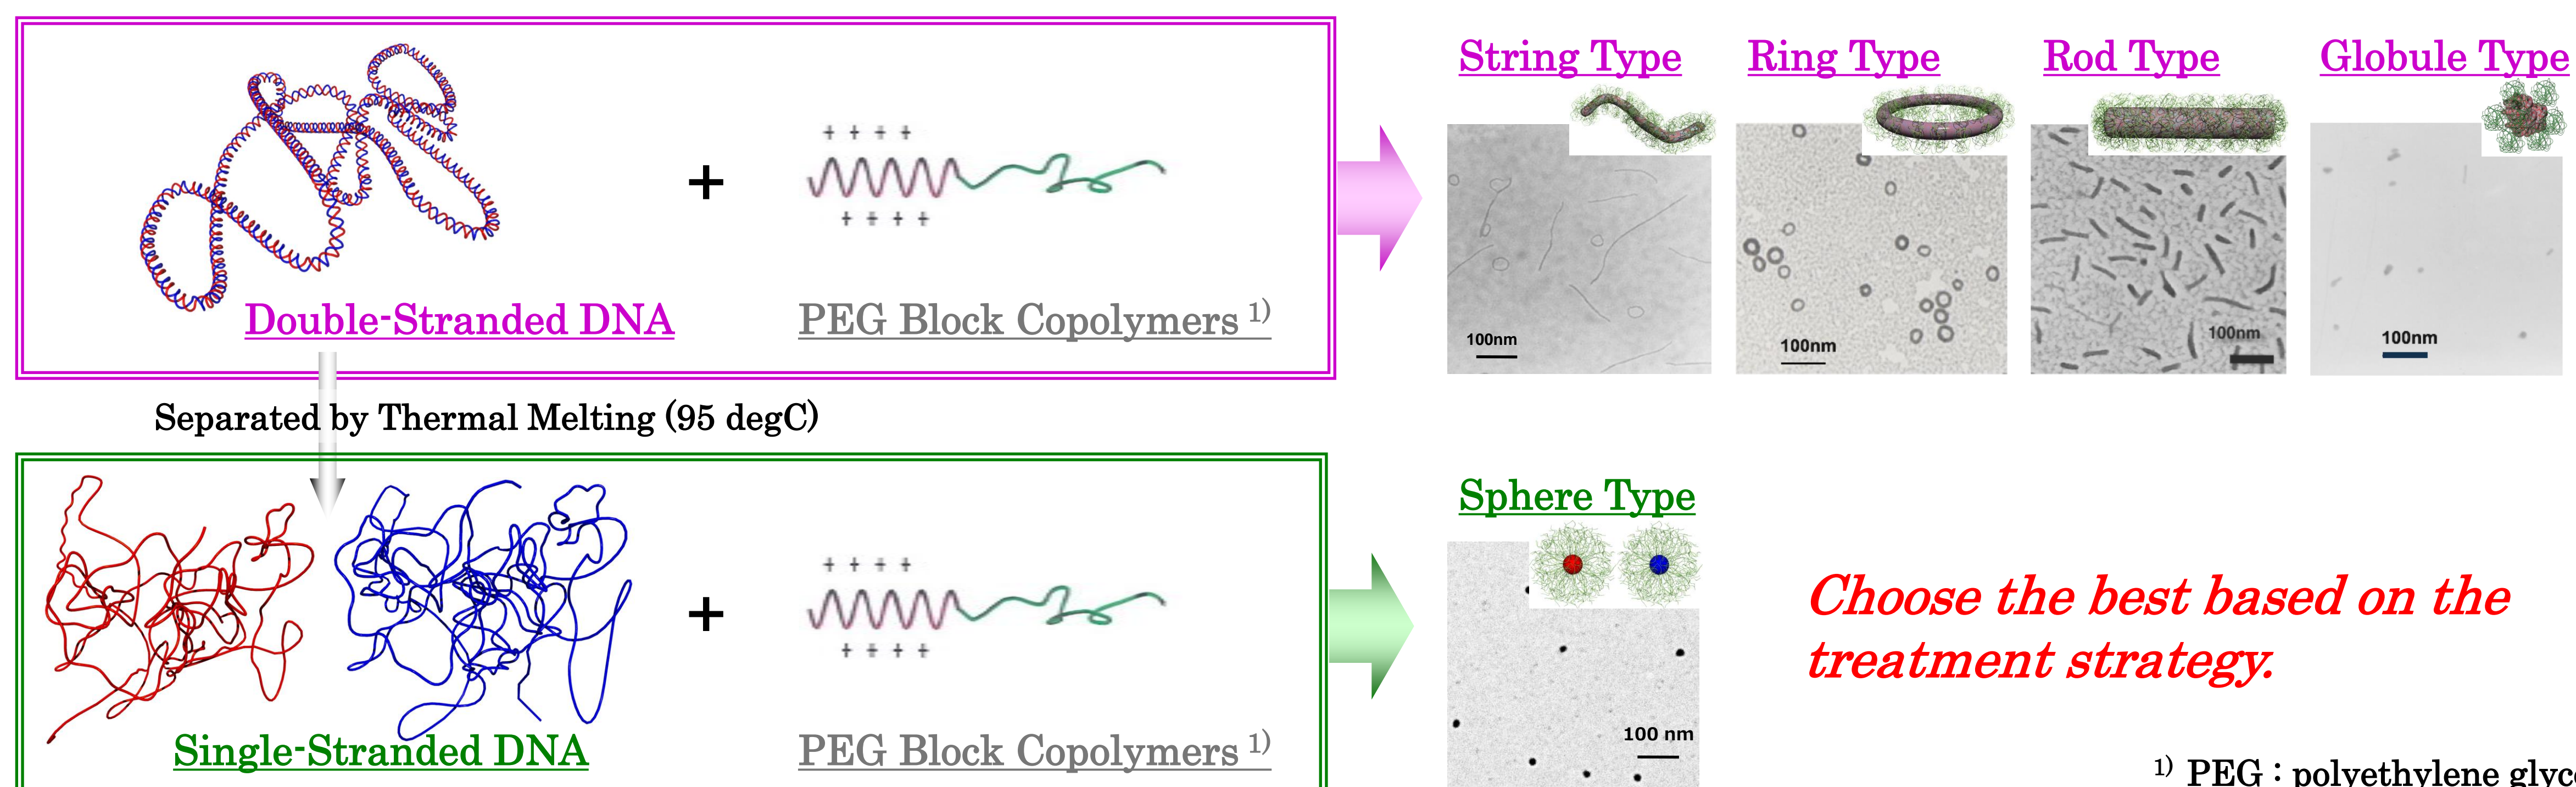 String Type
Ring Type
Rod Type
Globule Type
+ + + +
+
+ + + +
Double-Stranded DNA
PEG Block Copolymers 1)
100nm
100nm
100nm
100nm
Separated by Thermal Melting (95 degC)
Sphere Type
+ + + +
+
+ + + +
Choose the best based on the
treatment strategy.
Single-Stranded DNA
PEG Block Copolymers 1)
100 nm
1) PEG : polyethylene